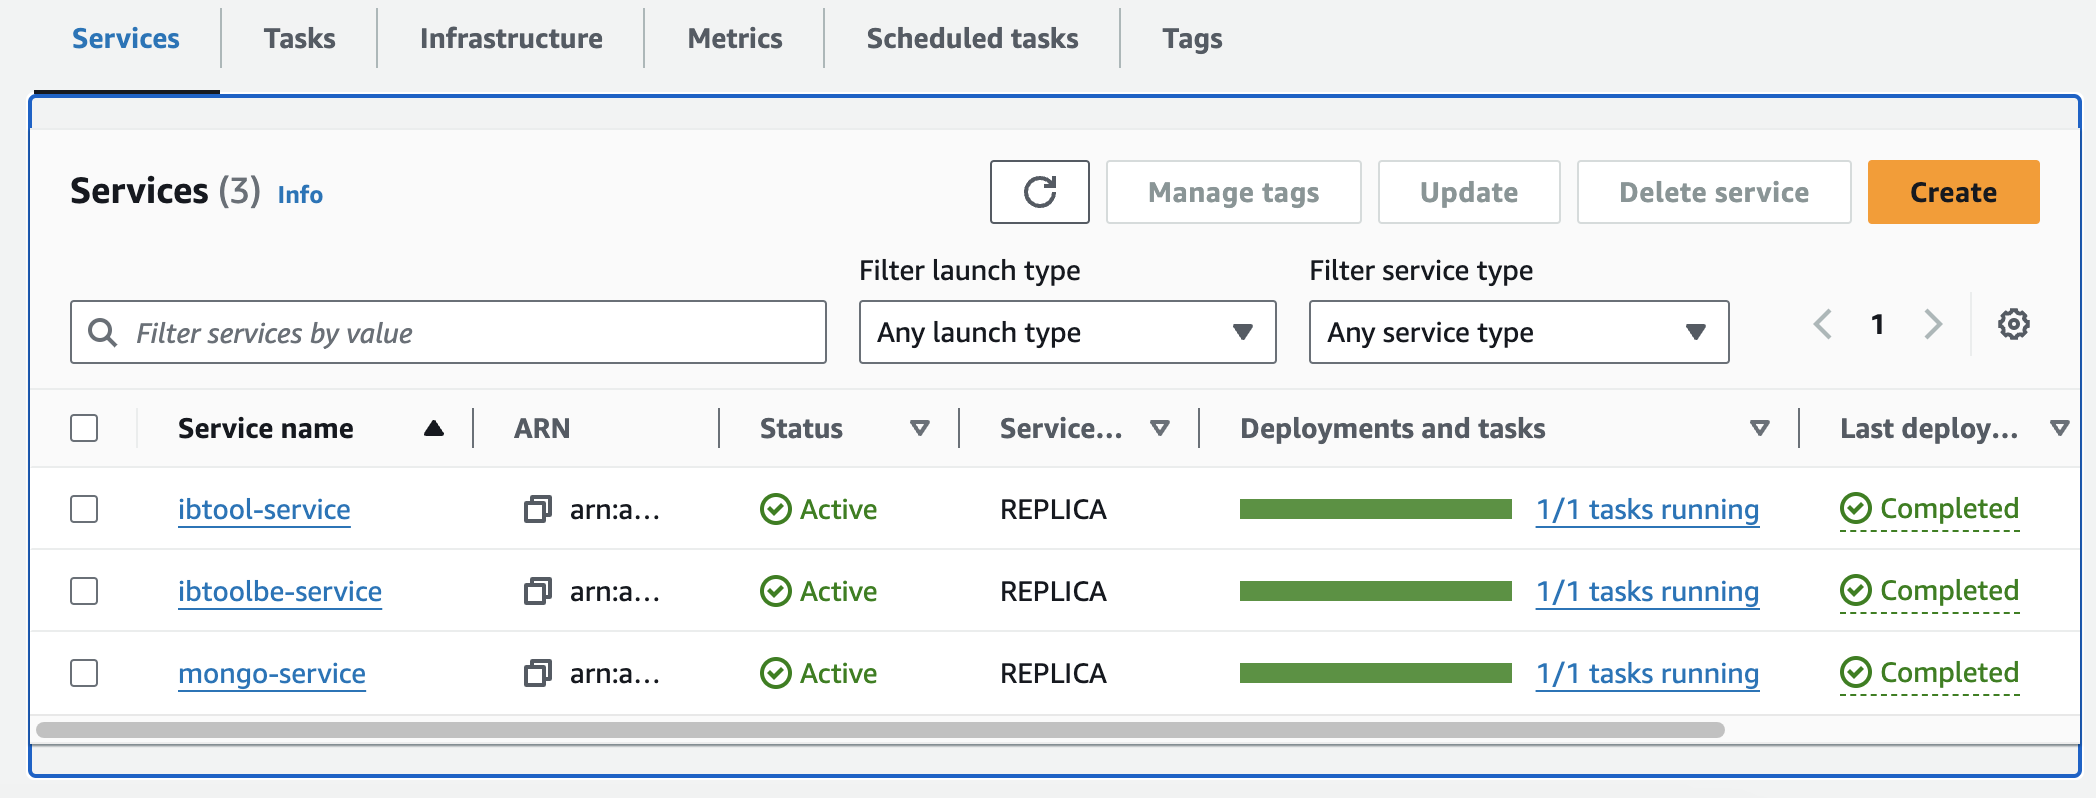 Services Tasks Infrastructure Metrics Scheduled tasks Tags
Services (3) Info Manage tags Update Delete service Create
Filter launch type Filter service type
Filter services by value Any launch type Any service type 1
Service name ARN Status Service... Deployments and tasks Last deploy...
ibtool-service arn:a... Active REPLICA 1/1 tasks running Completed
ibtoolbe-service arn:a... Active REPLICA 1/1 tasks running Completed
mongo-service arn:a... Active REPLICA 1/1 tasks running Completed